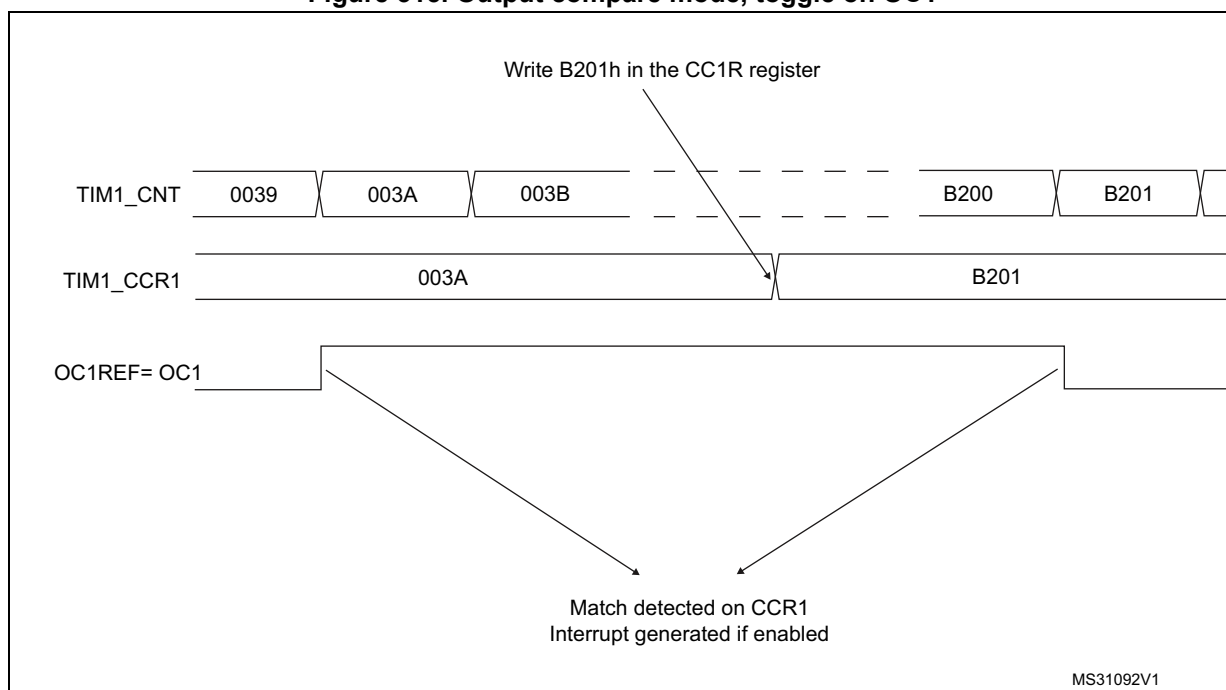 Write B201h in the CC1R register
TIM1_CNT 0039 003A 003B B200 B201
TIM1_CCR1 003A B201
OC1REF= OC1
Match detected on CCR1
Interrupt generated if enabled
MS31092V1